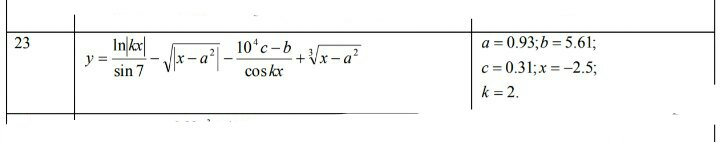 23
y = ln|kx| / sin 7 − √|x − a²| − (10⁴c − b) / cos kx + ∛(x − a²)
a = 0.93; b = 5.61;
c = 0.31; x = −2.5;
k = 2.